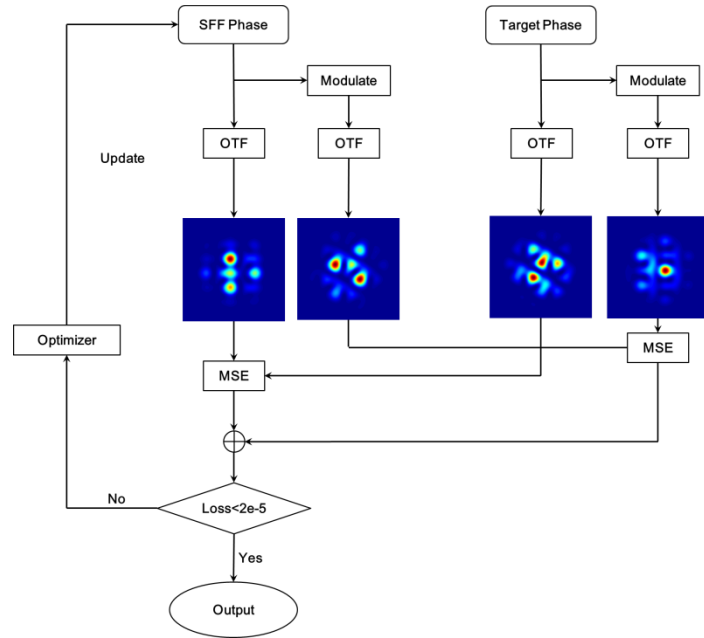 SFF Phase
Target Phase
Modulate
Modulate
OTF
OTF
OTF
OTF
Update
Optimizer
MSE
MSE
No
Loss<2e-5
Yes
Output